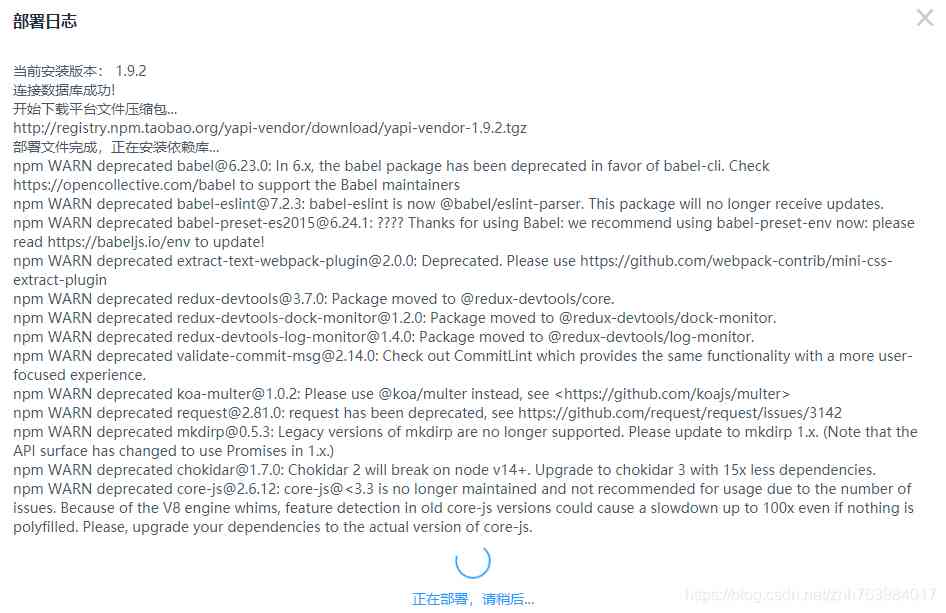 部署日志
当前安装版本： 1.9.2
连接数据库成功!
开始下载平台文件压缩包...
http://registry.npm.taobao.org/yapi-vendor/download/yapi-vendor-1.9.2.tgz
部署文件完成，正在安装依赖库...
npm WARN deprecated babel@6.23.0: In 6.x, the babel package has been deprecated in favor of babel-cli. Check
https://opencollective.com/babel to support the Babel maintainers
npm WARN deprecated babel-eslint@7.2.3: babel-eslint is now @babel/eslint-parser. This package will no longer receive updates.
npm WARN deprecated babel-preset-es2015@6.24.1: ???? Thanks for using Babel: we recommend using babel-preset-env now: please
read https://babeljs.io/env to update!
npm WARN deprecated extract-text-webpack-plugin@2.0.0: Deprecated. Please use https://github.com/webpack-contrib/mini-css-
extract-plugin
npm WARN deprecated redux-devtools@3.7.0: Package moved to @redux-devtools/core.
npm WARN deprecated redux-devtools-dock-monitor@1.2.0: Package moved to @redux-devtools/dock-monitor.
npm WARN deprecated redux-devtools-log-monitor@1.4.0: Package moved to @redux-devtools/log-monitor.
npm WARN deprecated validate-commit-msg@2.14.0: Check out CommitLint which provides the same functionality with a more user-
focused experience.
npm WARN deprecated koa-multer@1.0.2: Please use @koa/multer instead, see <https://github.com/koajs/multer>
npm WARN deprecated request@2.81.0: request has been deprecated, see https://github.com/request/request/issues/3142
npm WARN deprecated mkdirp@0.5.3: Legacy versions of mkdirp are no longer supported. Please update to mkdirp 1.x. (Note that the
API surface has changed to use Promises in 1.x.)
npm WARN deprecated chokidar@1.7.0: Chokidar 2 will break on node v14+. Upgrade to chokidar 3 with 15x less dependencies.
npm WARN deprecated core-js@2.6.12: core-js@<3.3 is no longer maintained and not recommended for usage due to the number of
issues. Because of the V8 engine whims, feature detection in old core-js versions could cause a slowdown up to 100x even if nothing is
polyfilled. Please, upgrade your dependencies to the actual version of core-js.
正在部署，请稍后...
https://blog.csdn.net/znh763984017